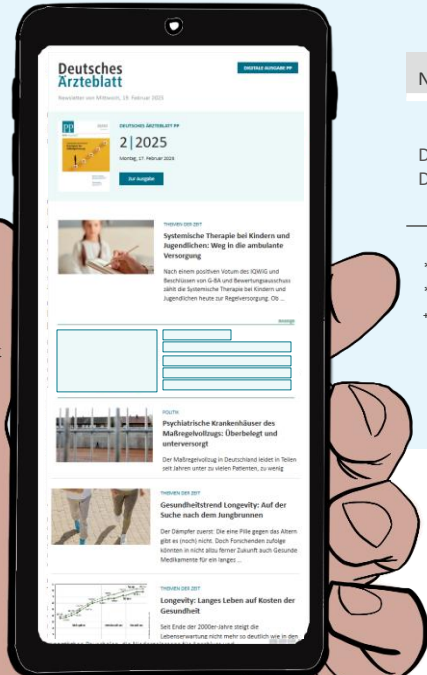 Deutsches
Ärzteblatt
DIGITALE AUSGABE PP
Newsletter von Mittwoch, 19. Februar 2025
PP
DEUTSCHES ÄRZTEBLATT PP
2|2025
Montag, 17. Februar 2025
Zur Ausgabe
THEMEN DER ZEIT
Systemische Therapie bei Kindern und
Jugendlichen: Weg in die ambulante
Versorgung
Nach einem positiven Votum des IQWiG und
Beschlüssen von G-BA und Bewertungsausschuss
zählt die Systemische Therapie bei Kindern und
Jugendlichen heute zur Regelversorgung. Ob ...
Anzeige
POLITIK
Psychiatrische Krankenhäuser des
Maßregelvollzugs: Überbelegt und
unterversorgt
Der Maßregelvollzug in Deutschland leidet in Teilen
seit Jahren unter zu vielen Patienten, zu wenig
THEMEN DER ZEIT
Gesundheitstrend Longevity: Auf der
Suche nach dem Jungbrunnen
Der Dämpfer zuerst: Die eine Pille gegen das Altern
gibt es (noch) nicht. Doch Forschenden zufolge
könnten in nicht allzu ferner Zukunft auch Gesunde
Medikamente für ein langes ...
THEMEN DER ZEIT
Longevity: Langes Leben auf Kosten der
Gesundheit
Seit Ende der 2000er-Jahre steigt die
Lebenserwartung nicht mehr so deutlich wie in den
N
D
D
*
*
+